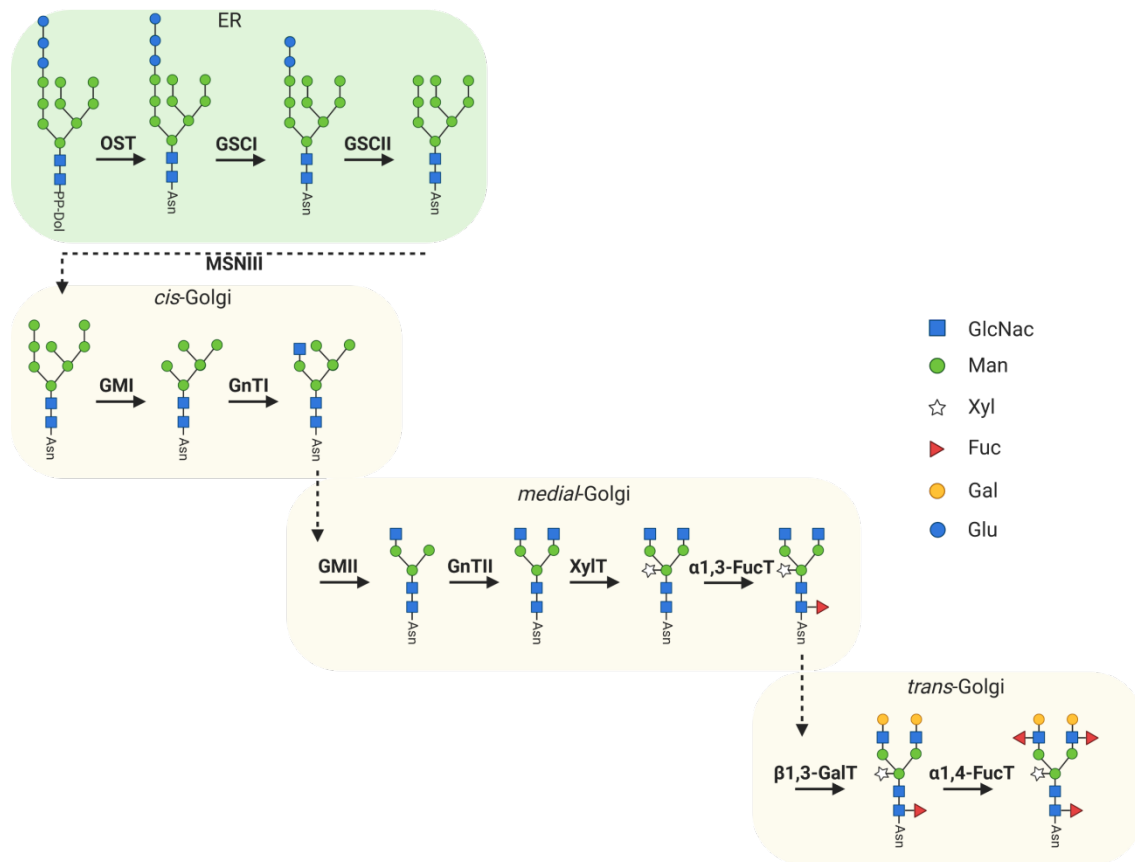 ER
OST
GSCI
GSCII
PP-Dol
Asn
Asn
Asn
MSNIII
cis-Golgi
GMI
GnTI
Asn
Asn
Asn
GlcNac
Man
Xyl
Fuc
Gal
Glu
medial-Golgi
GMII
GnTII
XylT
α1,3-FucT
Asn
Asn
Asn
Asn
trans-Golgi
β1,3-GalT
α1,4-FucT
Asn
Asn